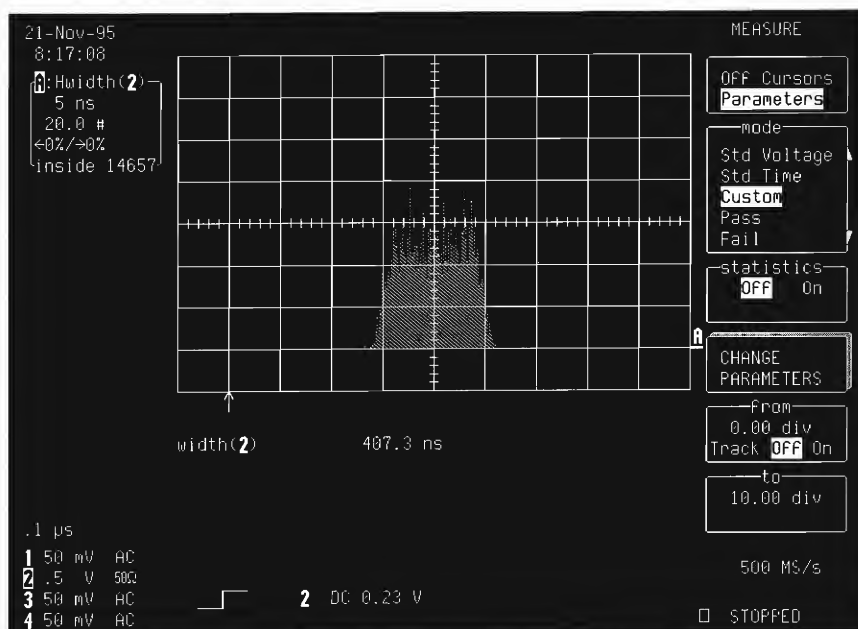 21-Nov-95
8:17:08
A:Hwidth(2)
5 ns
20.0 #
←0%/→0%
inside 14657
MEASURE
Off Cursors
Parameters
mode
Std Voltage
Std Time
Custom
Pass
Fail
statistics
Off On
A
CHANGE
PARAMETERS
from
0.00 div
Track Off On
to
10.00 div
width(2) 407.3 ns
.1 µs
1 50 mV AC
2 .5 V 50Ω
3 50 mV AC
4 50 mV AC
2 DC 0.23 V
500 MS/s
□ STOPPED